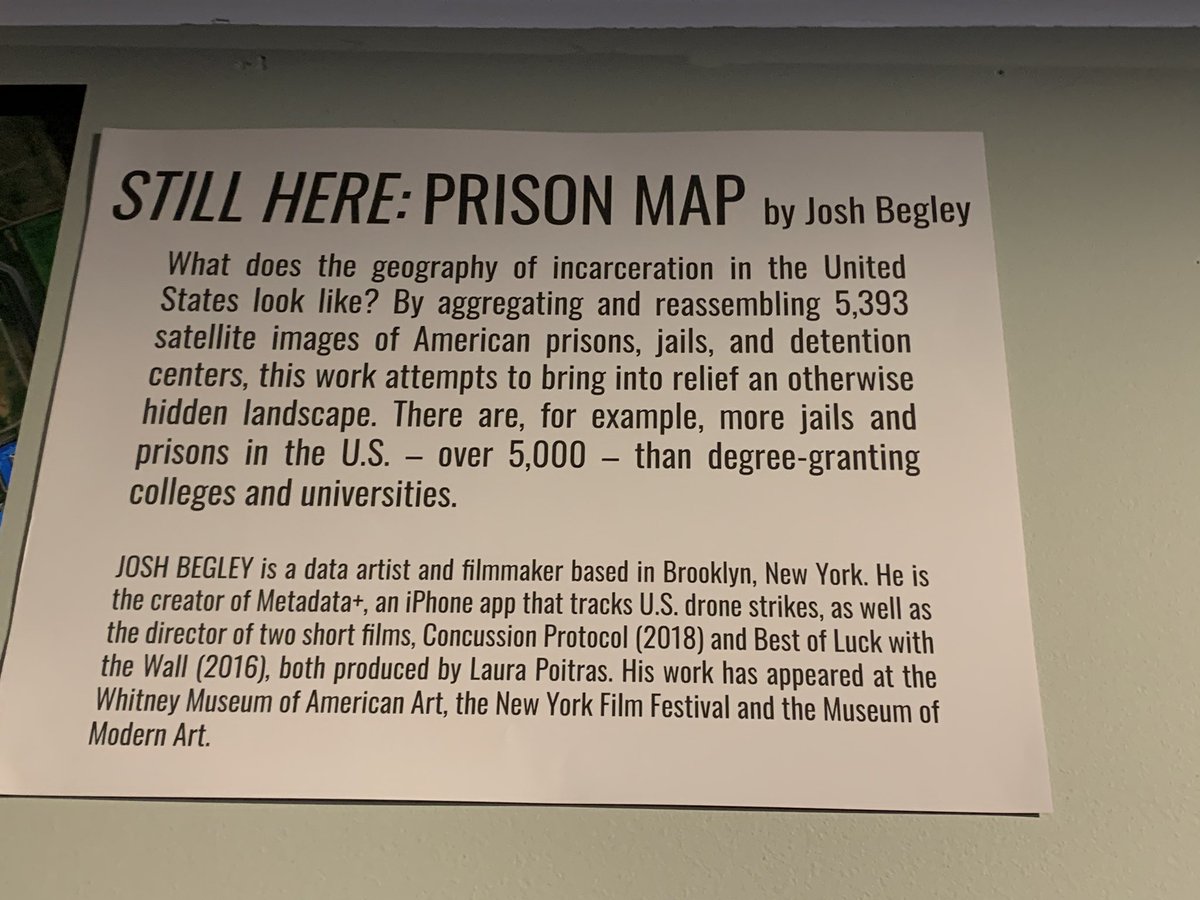 STILL HERE: PRISON MAP by Josh Begley
What does the geography of incarceration in the United
States look like? By aggregating and reassembling 5,393
satellite images of American prisons, jails, and detention
centers, this work attempts to bring into relief an otherwise
hidden landscape. There are, for example, more jails and
prisons in the U.S. – over 5,000 – than degree-granting
colleges and universities.
JOSH BEGLEY is a data artist and filmmaker based in Brooklyn, New York. He is
the creator of Metadata+, an iPhone app that tracks U.S. drone strikes, as well as
the director of two short films, Concussion Protocol (2018) and Best of Luck with
the Wall (2016), both produced by Laura Poitras. His work has appeared at the
Whitney Museum of American Art, the New York Film Festival and the Museum of
Modern Art.